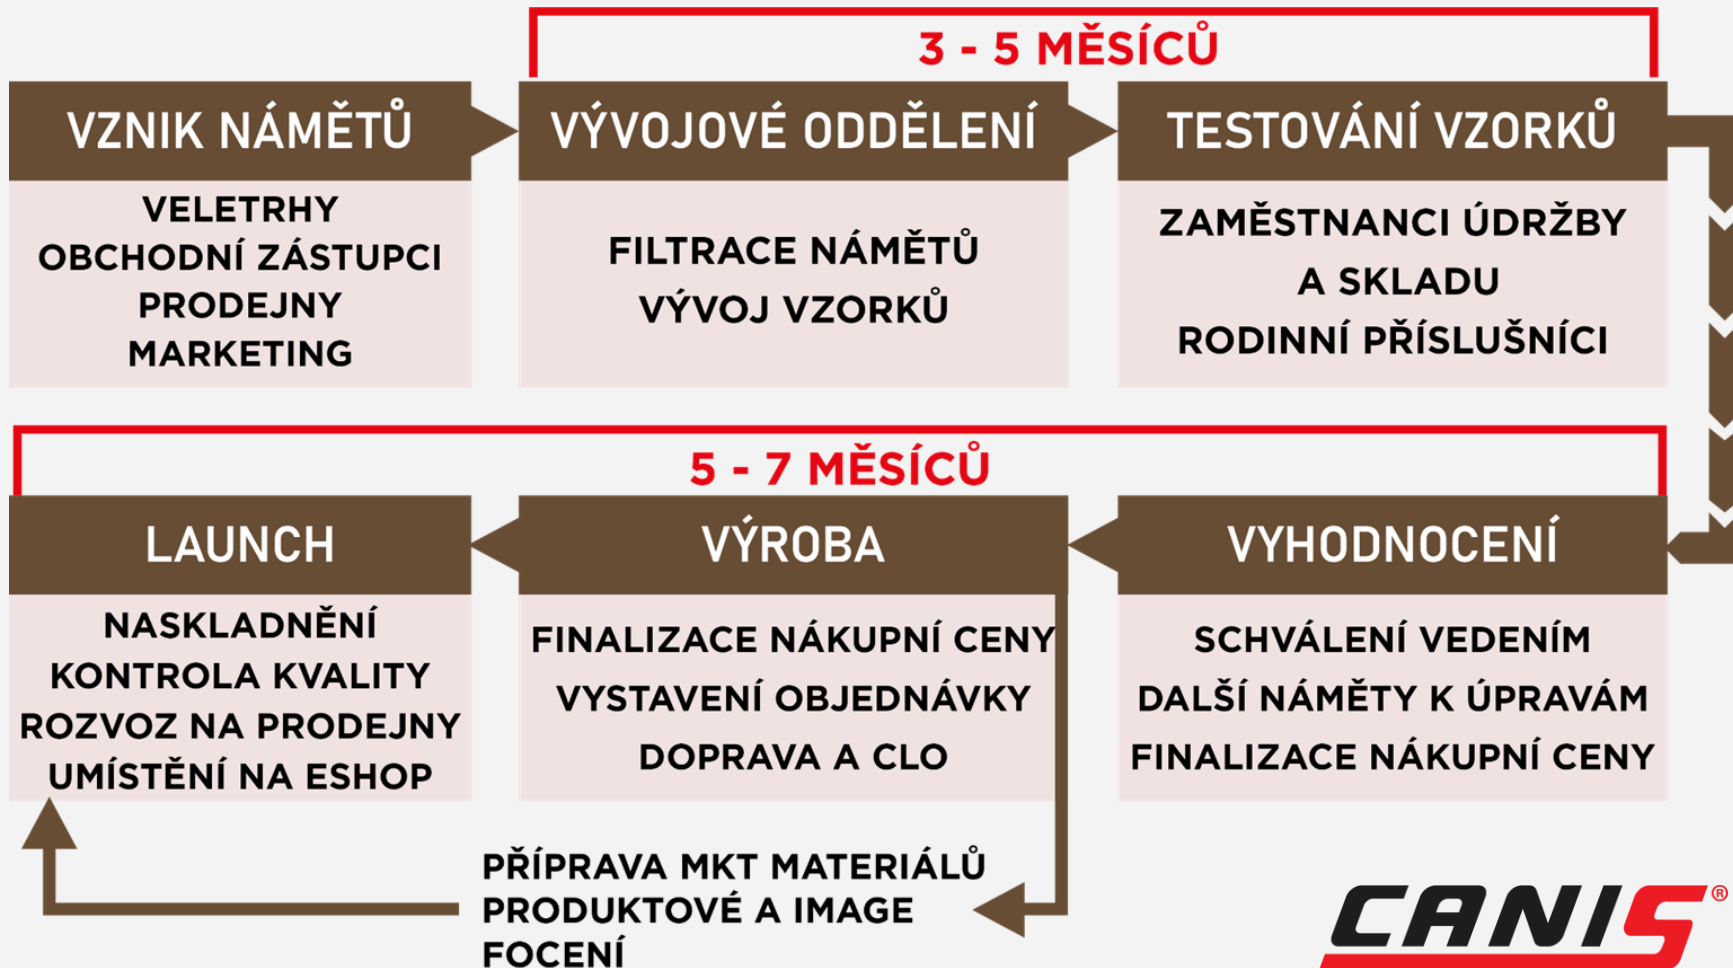 3 - 5 MĚSÍCŮ
VZNIK NÁMĚTŮ
VELETRHY
OBCHODNÍ ZÁSTUPCI
PRODEJNY
MARKETING
VÝVOJOVÉ ODDĚLENÍ
FILTRACE NÁMĚTŮ
VÝVOJ VZORKŮ
TESTOVÁNÍ VZORKŮ
ZAMĚSTNANCI ÚDRŽBY
A SKLADU
RODINNÍ PŘÍSLUŠNÍCI
5 - 7 MĚSÍCŮ
LAUNCH
NASKLADNĚNÍ
KONTROLA KVALITY
ROZVOZ NA PRODEJNY
UMÍSTĚNÍ NA ESHOP
VÝROBA
FINALIZACE NÁKUPNÍ CENY
VYSTAVENÍ OBJEDNÁVKY
DOPRAVA A CLO
VYHODNOCENÍ
SCHVÁLENÍ VEDENÍM
DALŠÍ NÁMĚTY K ÚPRAVÁM
FINALIZACE NÁKUPNÍ CENY
PŘÍPRAVA MKT MATERIÁLŮ
PRODUKTOVÉ A IMAGE
FOCENÍ
CANIS®